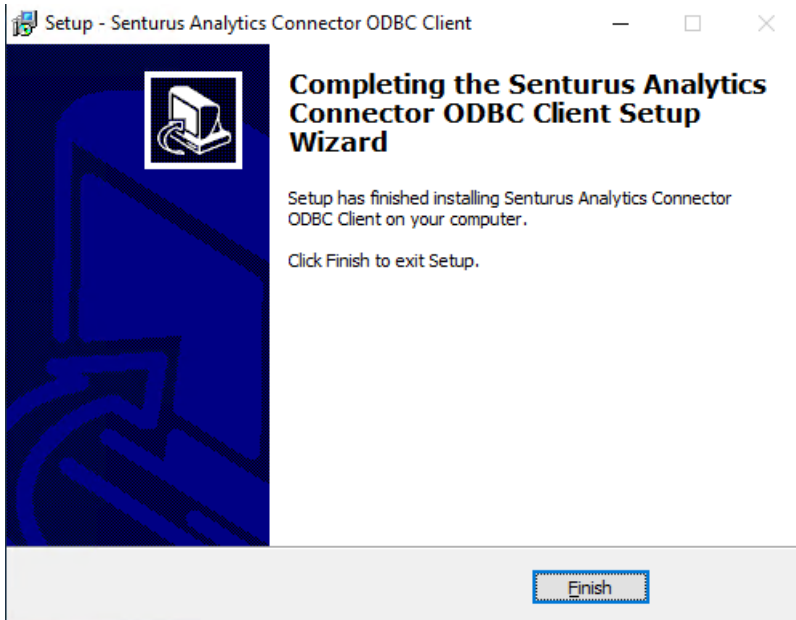 Setup - Senturus Analytics Connector ODBC Client
Completing the Senturus Analytics
Connector ODBC Client Setup
Wizard
Setup has finished installing Senturus Analytics Connector
ODBC Client on your computer.
Click Finish to exit Setup.
Finish